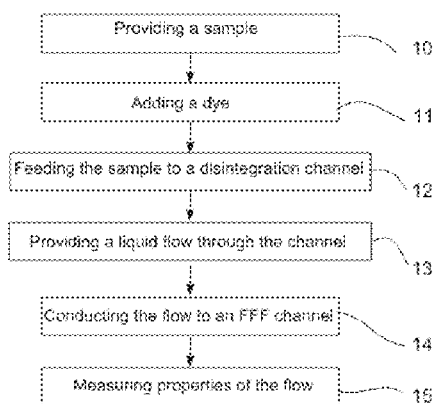 Providing a sample
10
Adding a dye
11
Feeding the sample to a disintegration channel
12
Providing a liquid flow through the channel
13
Conducting the flow to an FFF channel
14
Measuring properties of the flow
15